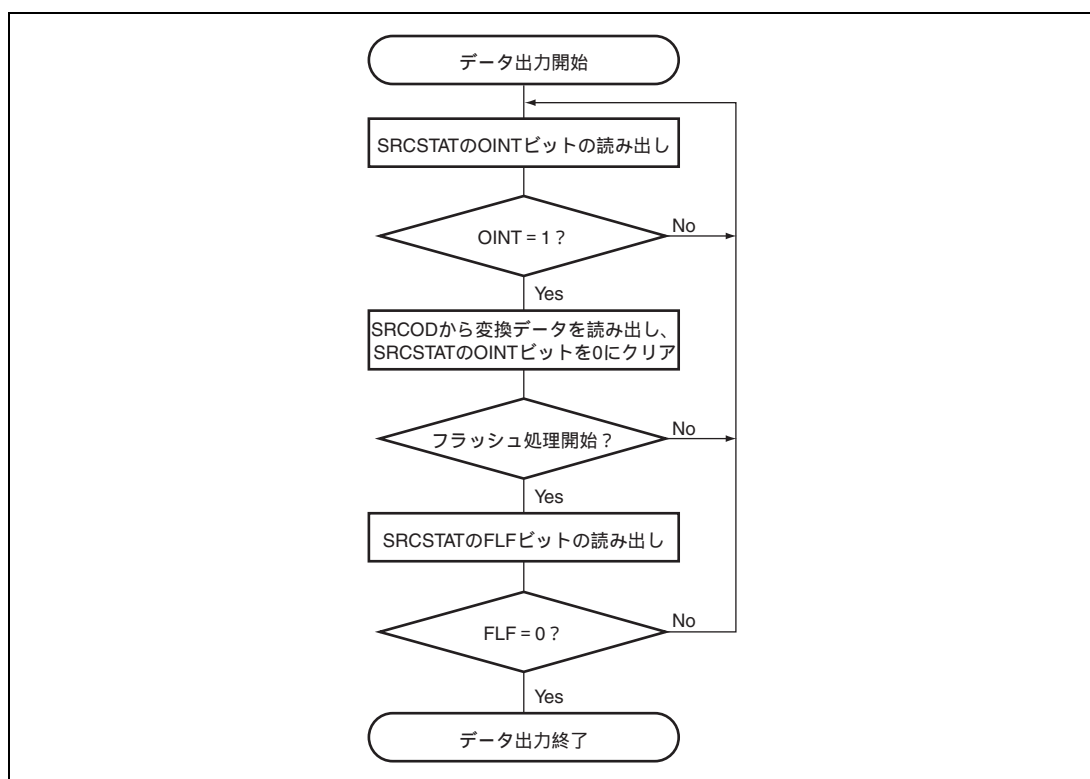 データ出力開始
SRCSTATのOINTビットの読み出し
OINT = 1？
No
Yes
SRCODから変換データを読み出し、
SRCSTATのOINTビットを0にクリア
フラッシュ処理開始？
No
Yes
SRCSTATのFLFビットの読み出し
FLF = 0？
No
Yes
データ出力終了